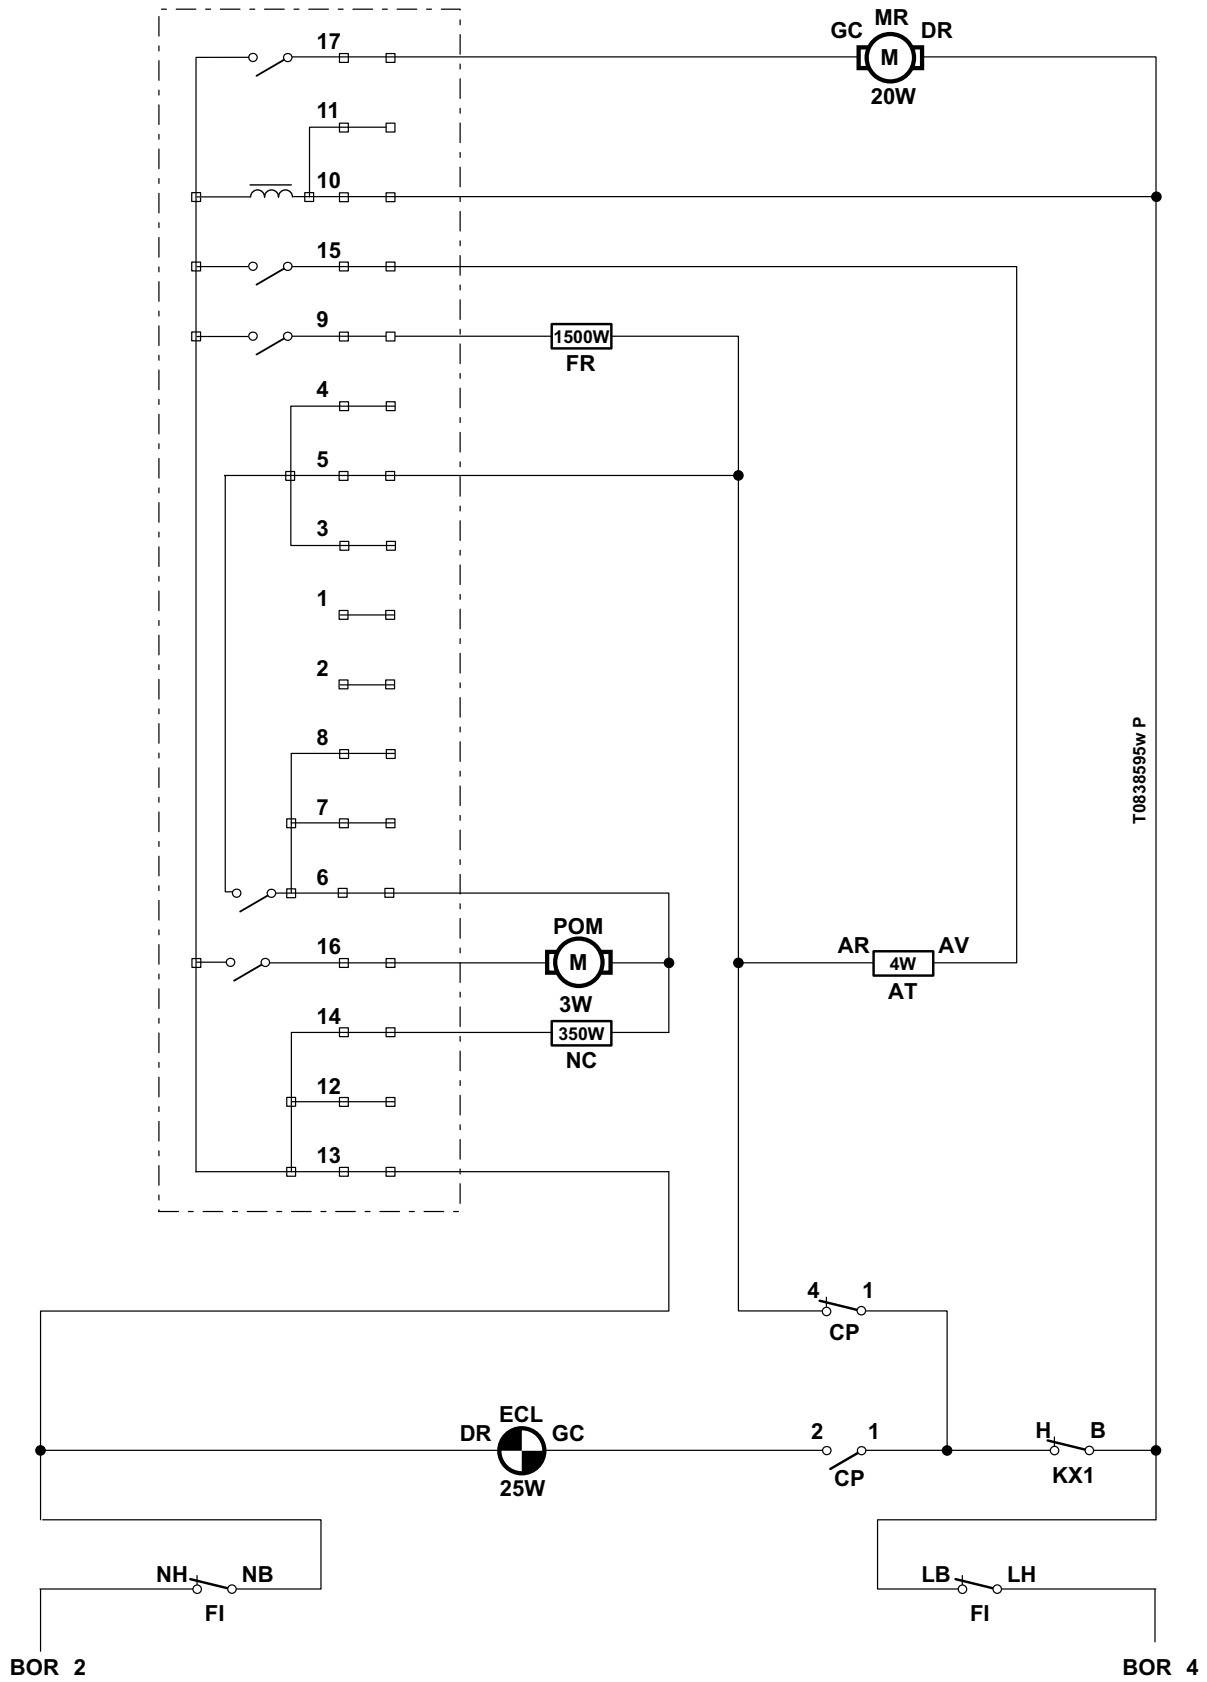 MR
17 GC DR
M
20W
11
10
15
9
1500W
FR
4
5
3
1
2
8
T0838595w P
7
6
POM
16 AR AV
M 4W
AT
3W
14
350W
NC
12
13
4 1
CP
ECL
DR GC 2 1 H B
25W CP KX1
NH NB LB LH
FI FI
BOR 2 BOR 4